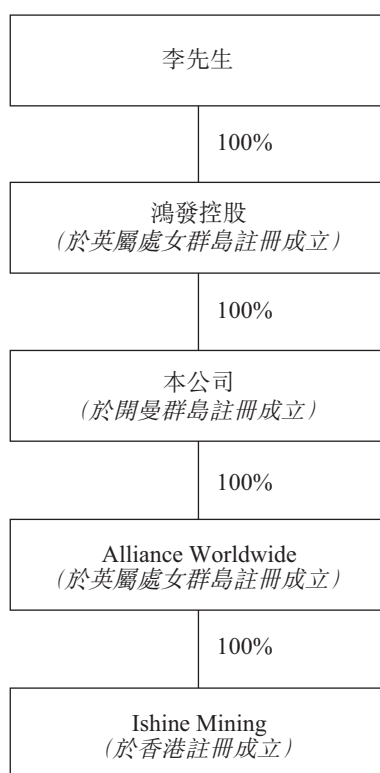 李先生
100%
鴻發控股
(於英屬處女群島註冊成立)
100%
本公司
(於開曼群島註冊成立)
100%
Alliance Worldwide
(於英屬處女群島註冊成立)
100%
Ishine Mining
(於香港註冊成立)